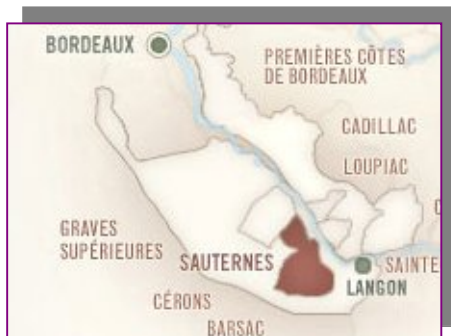 BORDEAUX
PREMIÈRES CÔTES
DE BORDEAUX
CADILLAC
LOUPIAC
GRAVES
SUPÉRIEURES
SAUTERNES
SAINTE
LANGON
CÉRONS
BARSAC